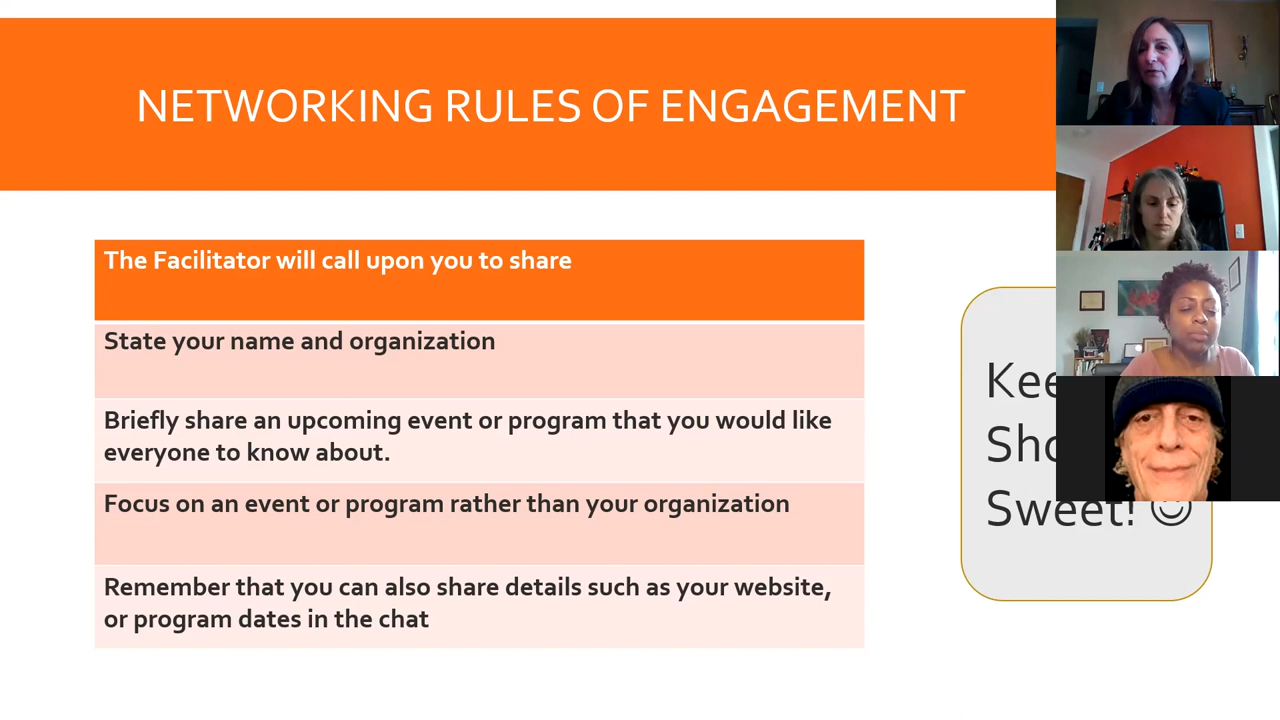 NETWORKING RULES OF ENGAGEMENT
The Facilitator will call upon you to share
State your name and organization
Briefly share an upcoming event or program that you would like
everyone to know about.
Focus on an event or program rather than your organization
Remember that you can also share details such as your website,
or program dates in the chat
Sweet! ☺